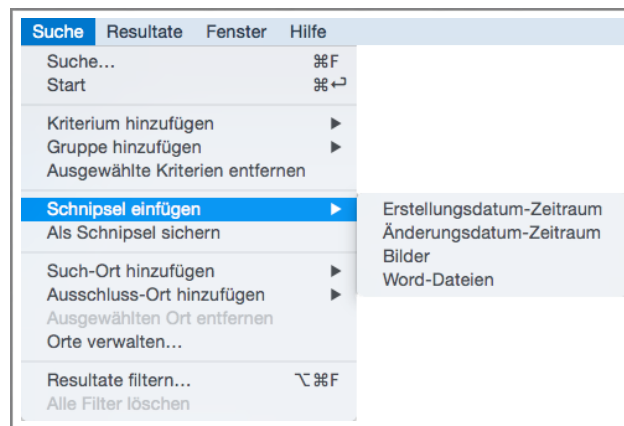 Suche Resultate Fenster Hilfe
Suche... ⌘F
Start ⌘↩
Kriterium hinzufügen ▶
Gruppe hinzufügen ▶
Ausgewählte Kriterien entfernen
Schnipsel einfügen ▶
Erstellungsdatum-Zeitraum
Änderungsdatum-Zeitraum
Bilder
Word-Dateien
Als Schnipsel sichern
Such-Ort hinzufügen ▶
Ausschluss-Ort hinzufügen ▶
Ausgewählten Ort entfernen
Orte verwalten...
Resultate filtern... ⌥⌘F
Alle Filter löschen